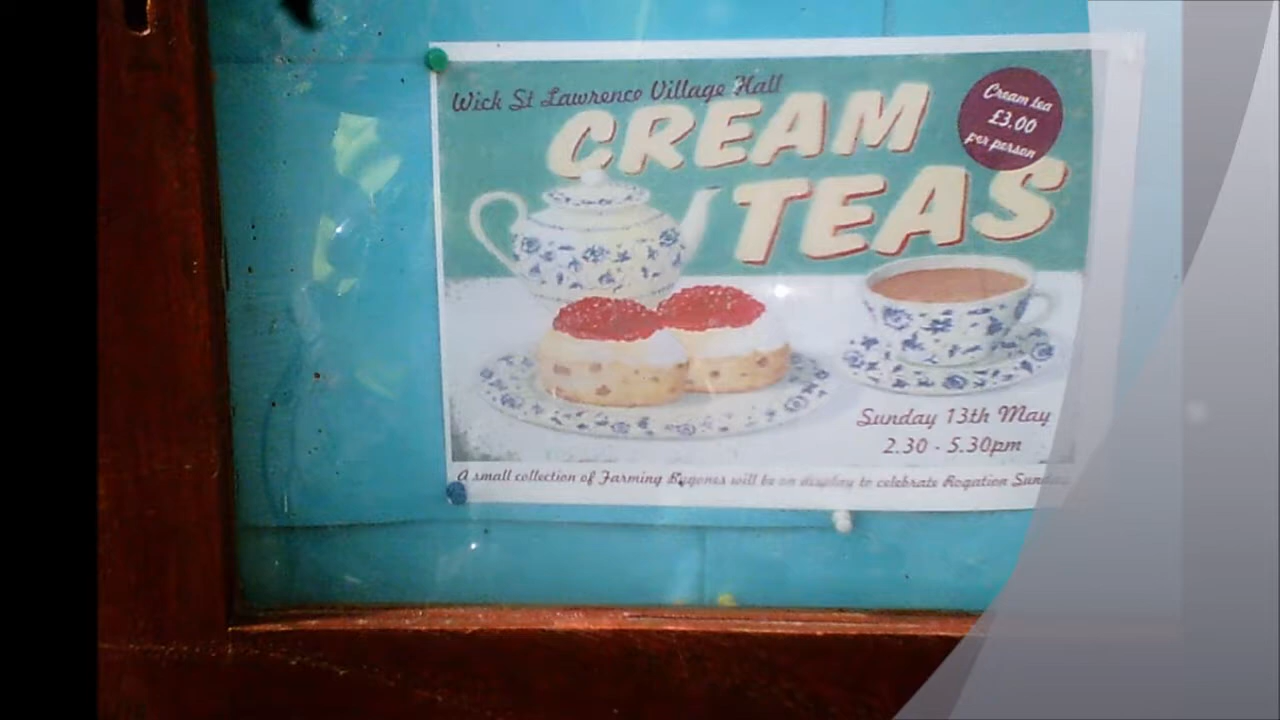 Wick St Lawrence Village Hall
CREAM
TEAS
Cream tea
£3.00
per person
Sunday 13th May
2.30 - 5.30pm
A small collection of Farming Bygones will be on display to celebrate Rogation Sunday